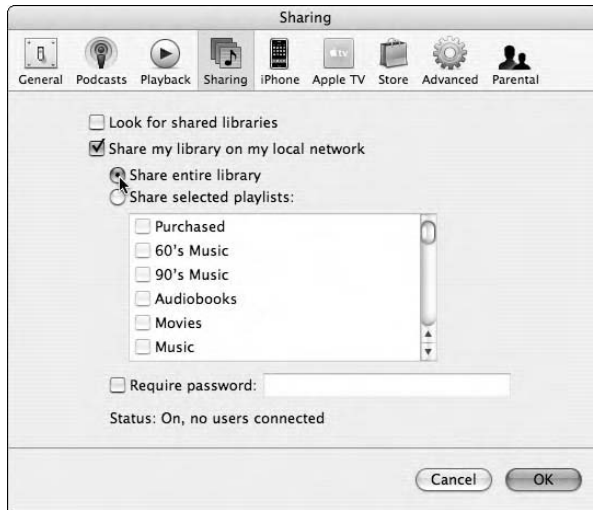 Sharing
General Podcasts Playback Sharing iPhone Apple TV Store Advanced Parental
Look for shared libraries
Share my library on my local network
Share entire library
Share selected playlists:
Purchased
60's Music
90's Music
Audiobooks
Movies
Music
Require password:
Status: On, no users connected
Cancel OK